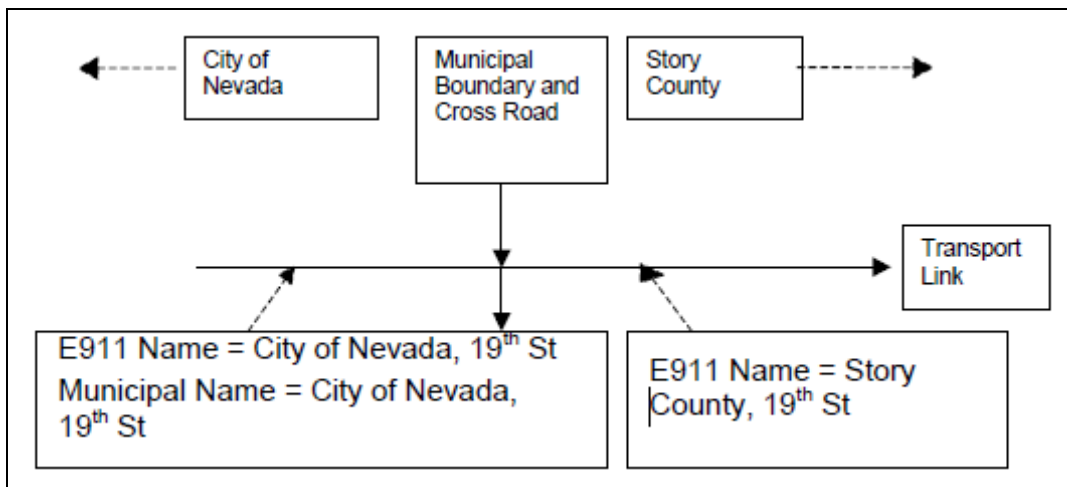 City of
Nevada
Municipal
Boundary and
Cross Road
Story
County
Transport
Link
E911 Name = City of Nevada, 19th St
Municipal Name = City of Nevada,
19th St
E911 Name = Story
County, 19th St